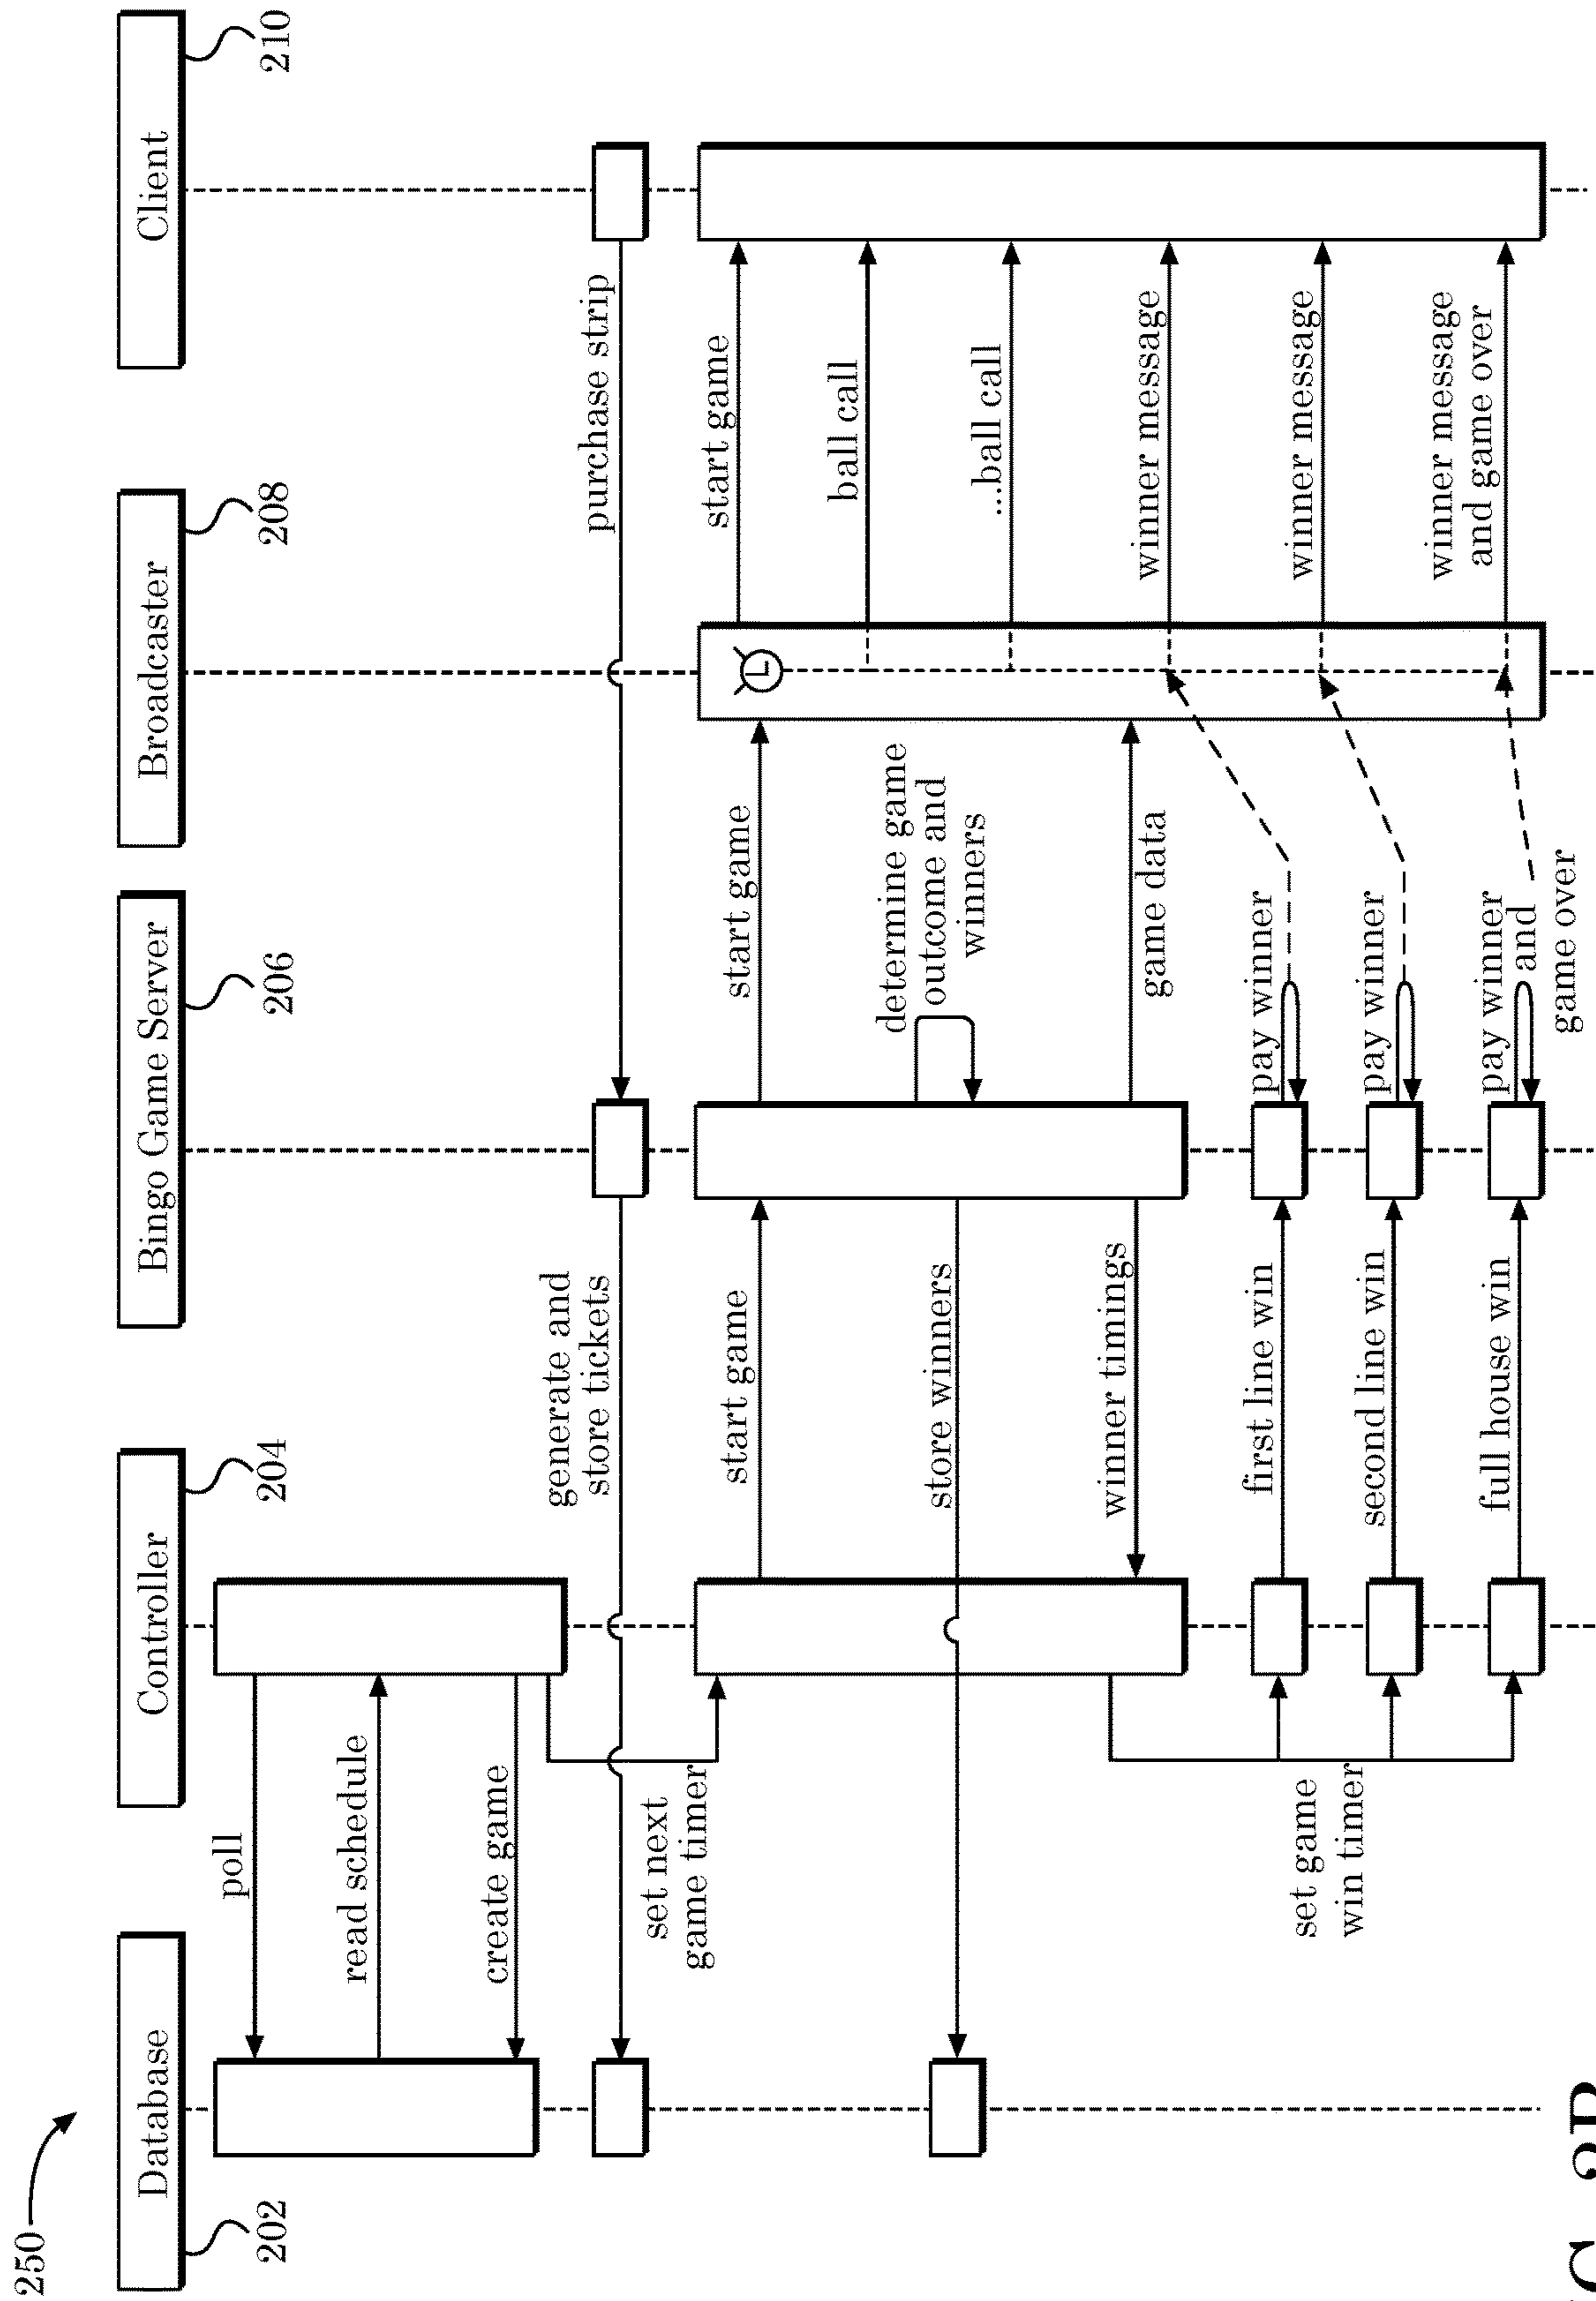 250
Database
202
Controller
204
Bingo Game Server
206
Broadcaster
208
Client
210
poll
read schedule
create game
set next
game timer
generate and
store tickets
purchase strip
start game
start game
start game
ball call
...ball call
determine game
outcome and
winners
store winners
winner timings
game data
set game
win timer
first line win
pay winner
winner message
second line win
pay winner
winner message
full house win
pay winner
and
game over
winner message
and game over